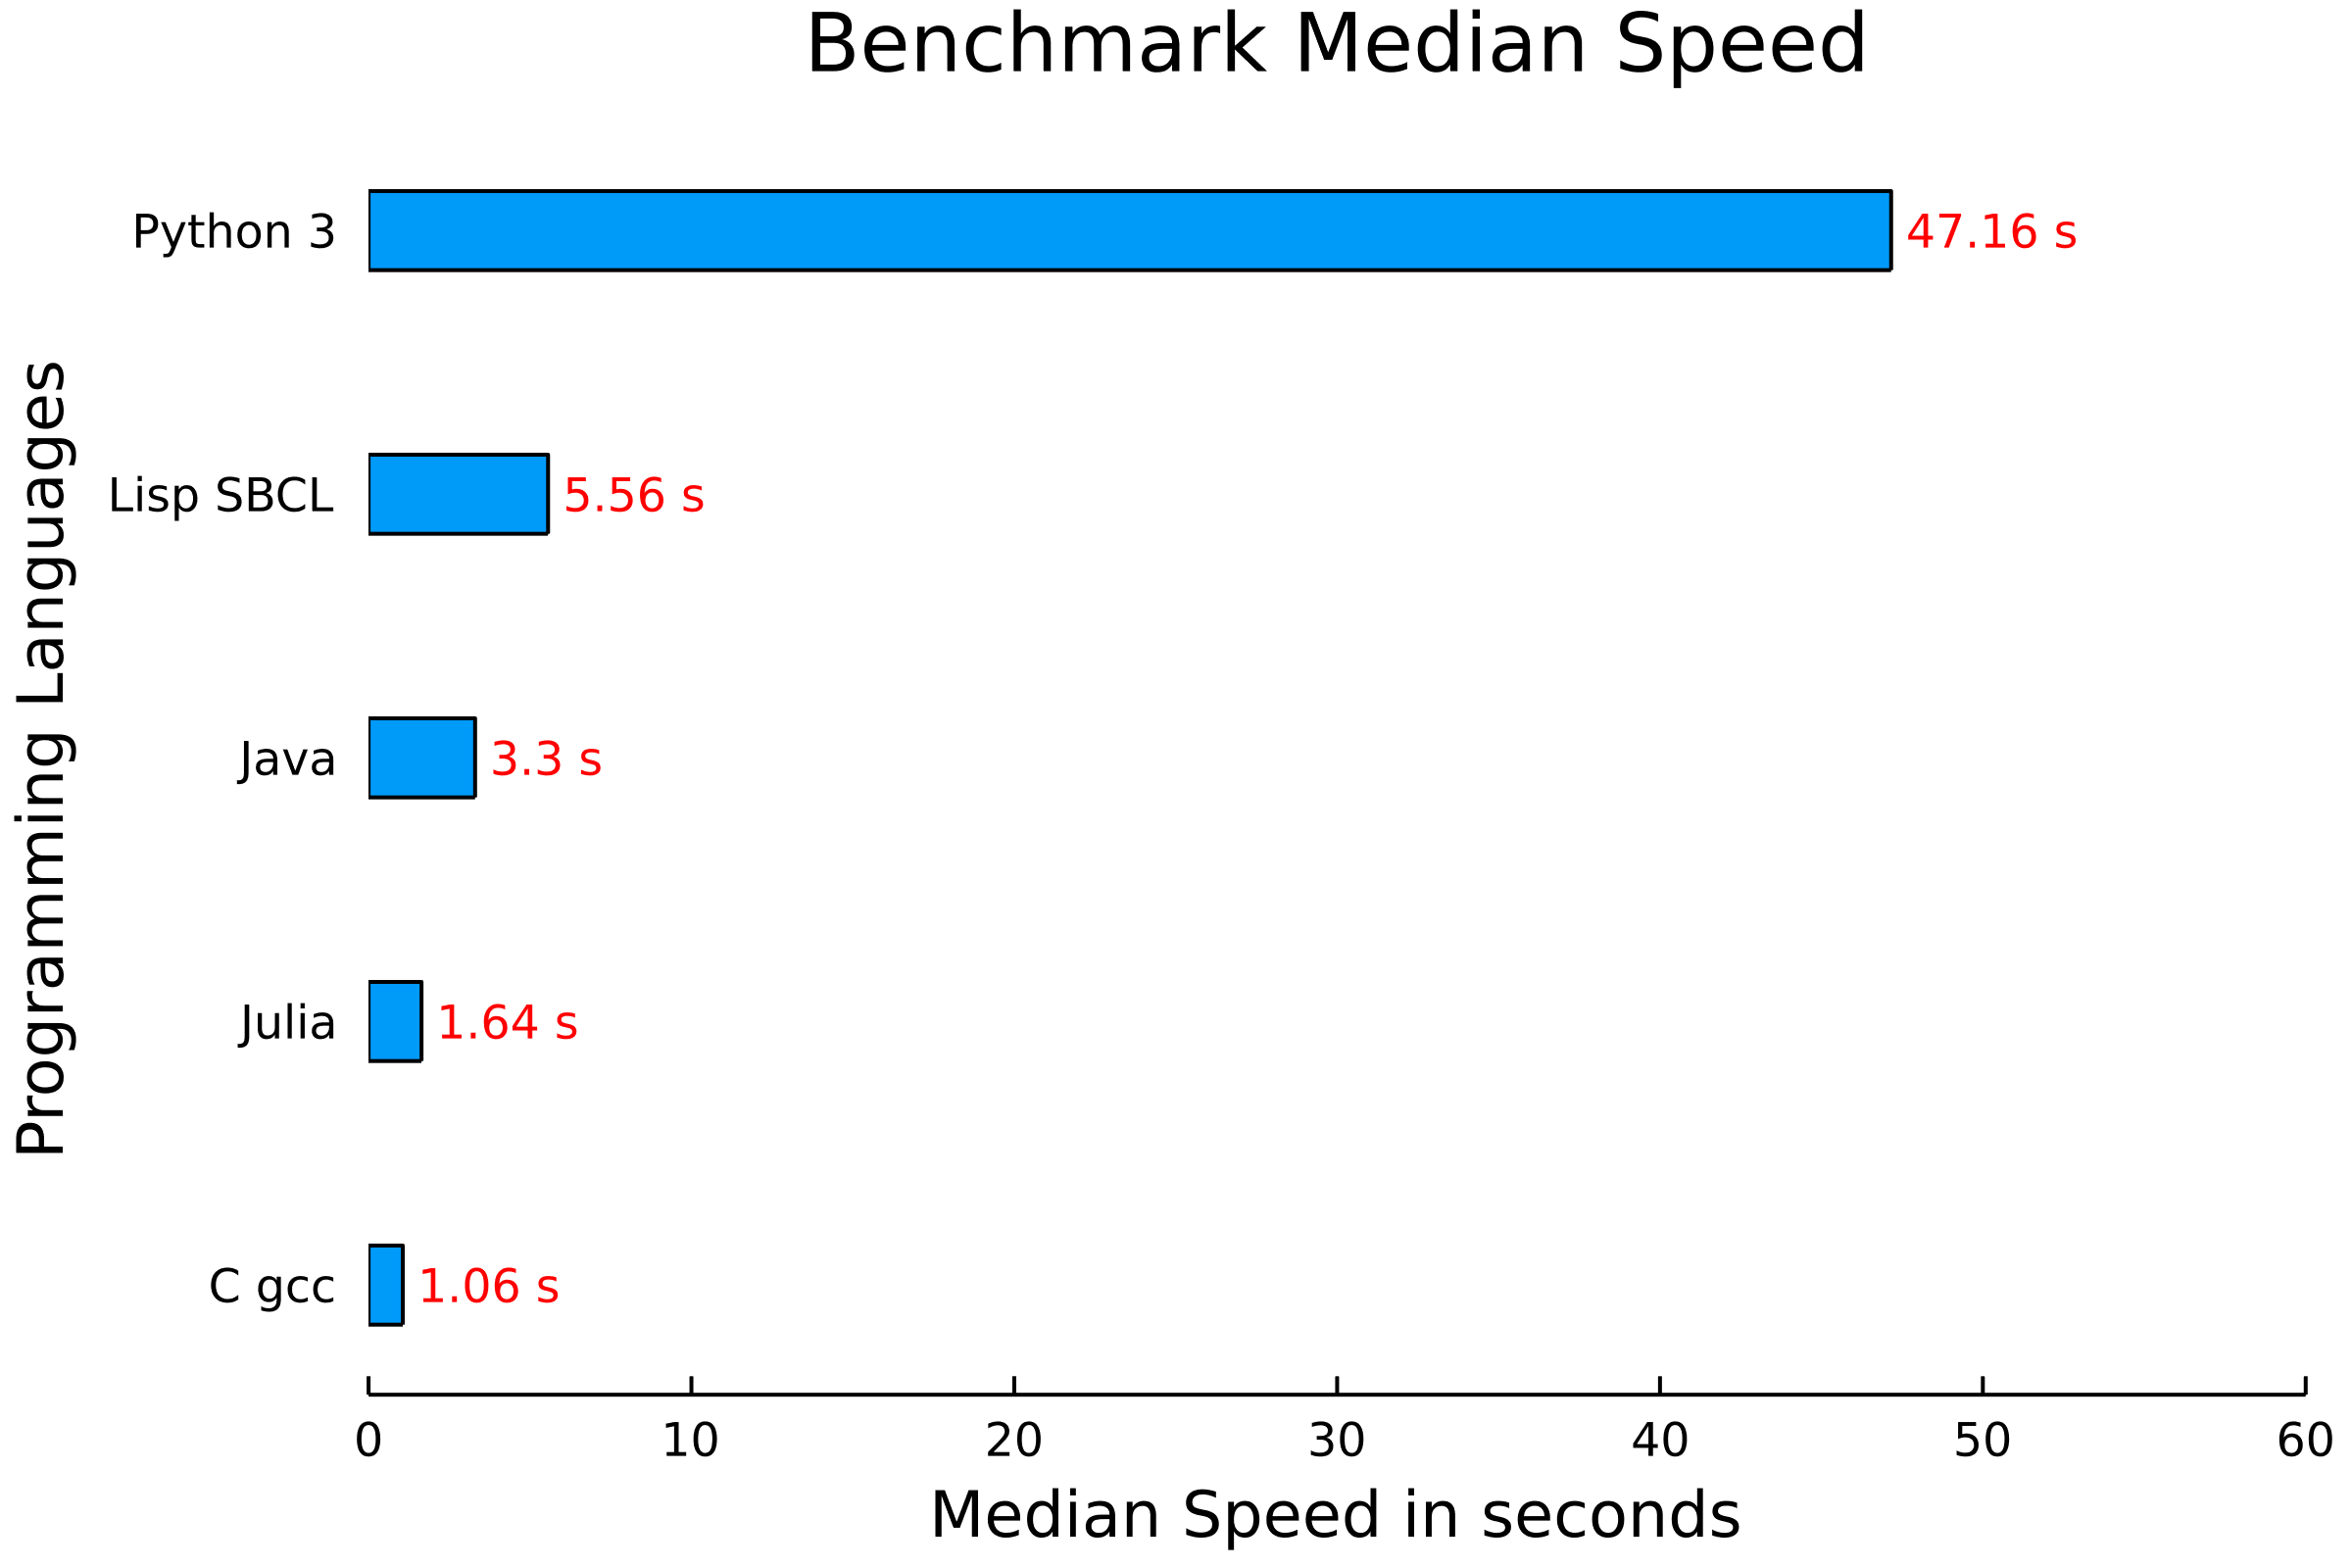 Benchmark Median Speed
Programming Languages
Python 3
47.16 s
Lisp SBCL
5.56 s
Java
3.3 s
Julia
1.64 s
C gcc
1.06 s
0 10 20 30 40 50 60
Median Speed in seconds